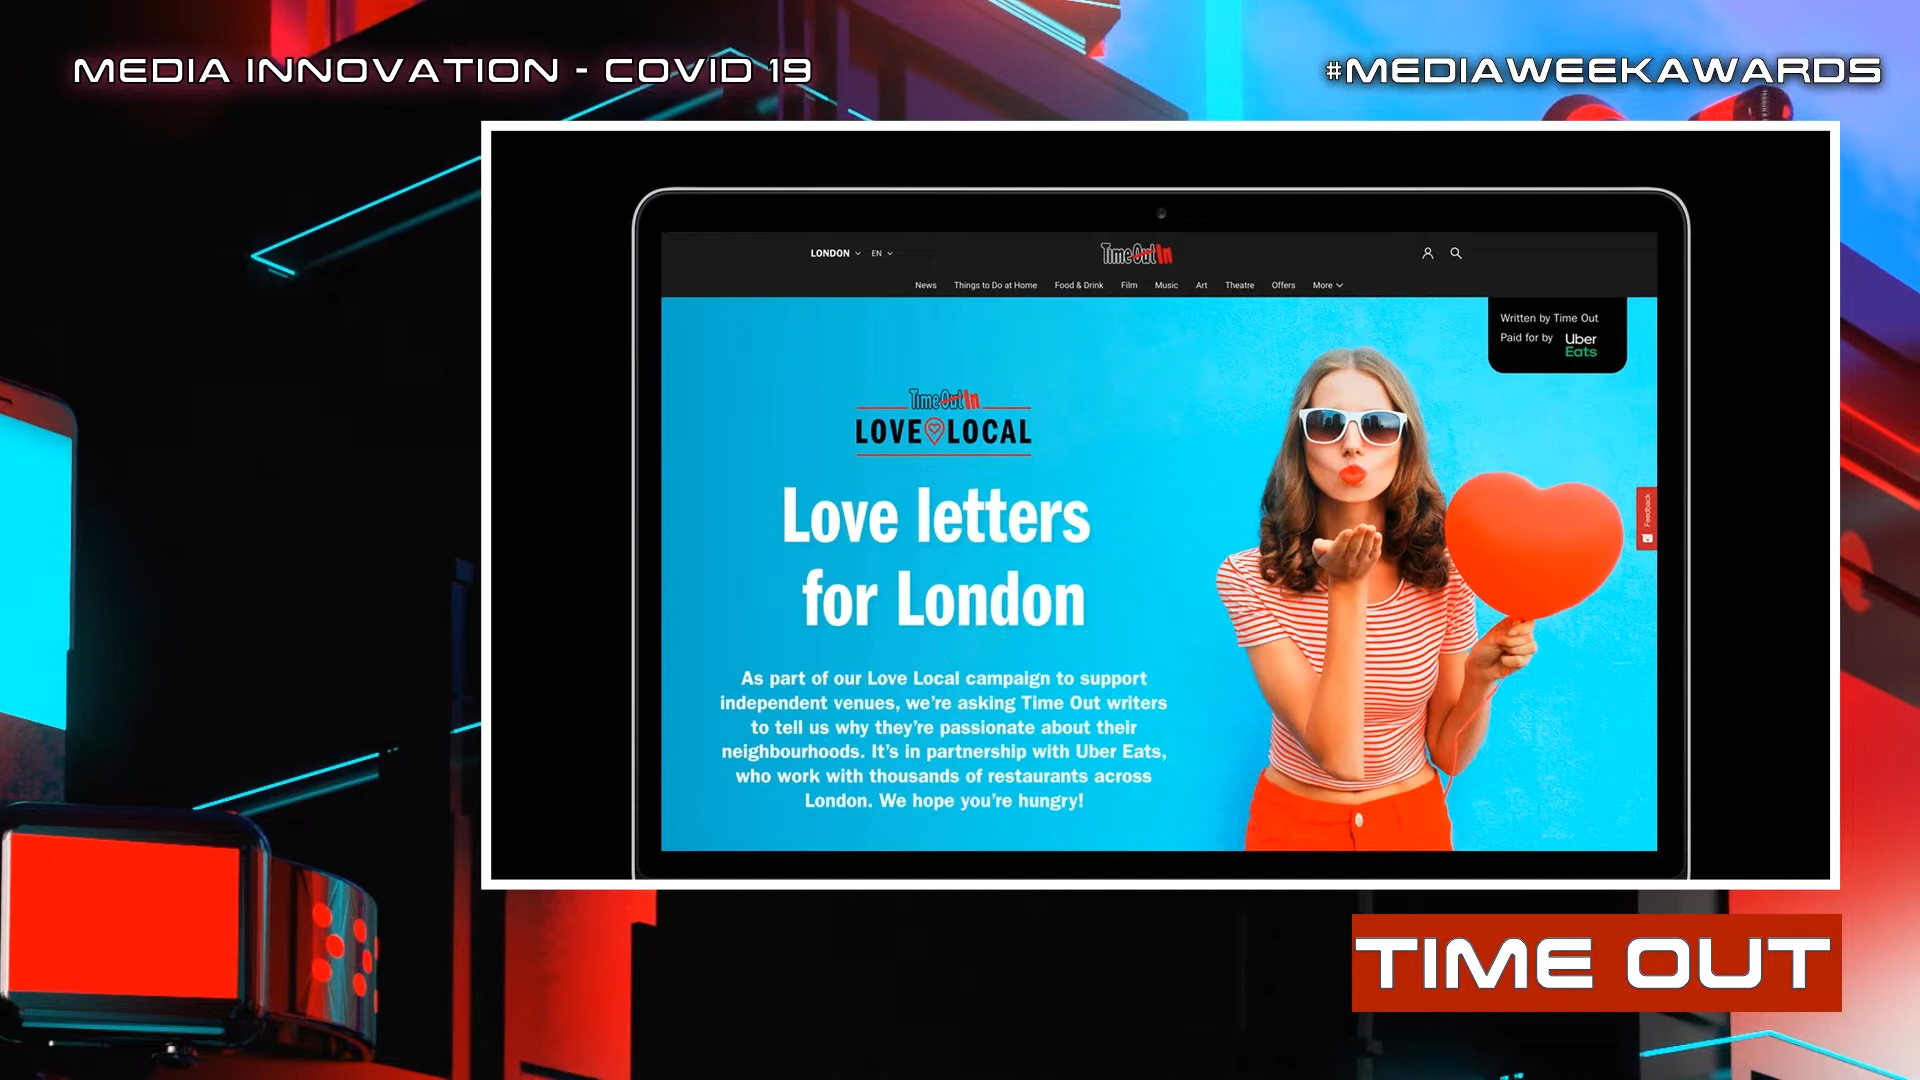 MEDIA INNOVATION - COVID 19
#MEDIAWEEKAWARDS
LONDON
EN
Time Out In
News
Things to Do at Home
Food & Drink
Film
Music
Art
Theatre
Offers
More
Written by Time Out
Paid for by Uber Eats
Time Out In
LOVE LOCAL
Love letters
for London
As part of our Love Local campaign to support
independent venues, we're asking Time Out writers
to tell us why they're passionate about their
neighbourhoods. It's in partnership with Uber Eats,
who work with thousands of restaurants across
London. We hope you're hungry!
Feedback
TIME OUT